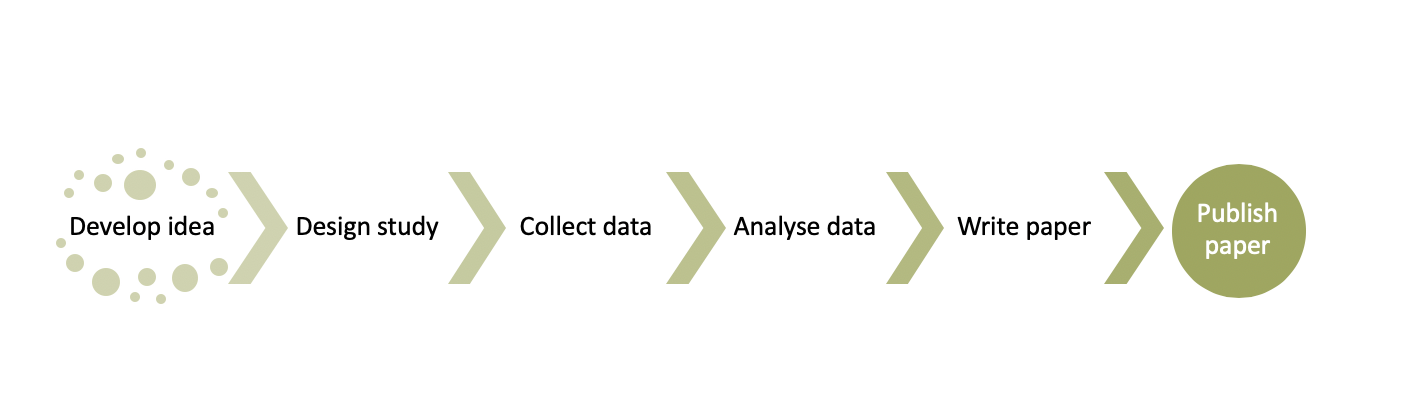 Develop idea
Design study
Collect data
Analyse data
Write paper
Publish
paper